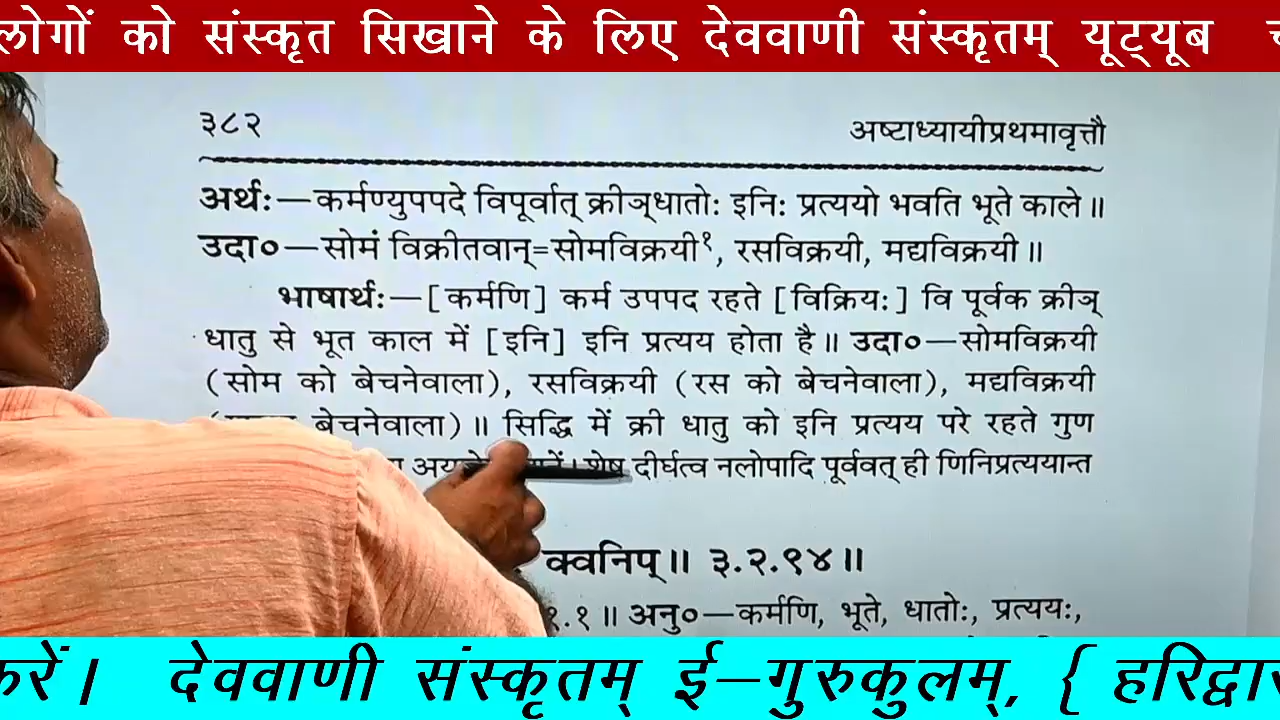 लोगों को संस्कृत सिखाने के लिए देववाणी संस्कृतम् यूट्यूब
३८२ अष्टाध्यायीप्रथमावृत्तौ
अर्थः—कर्मण्युपपदे विपूर्वात् क्रीञ्धातोः इनिः प्रत्ययो भवति भूते काले॥
उदा०—सोमं विक्रीतवान्=सोमविक्रयी१, रसविक्रयी, मद्यविक्रयी॥
भाषार्थः—[कर्मणि] कर्म उपपद रहते [विक्रियः] वि पूर्वक क्रीञ्
धातु से भूत काल में [इनि] इनि प्रत्यय होता है॥ उदा०—सोमविक्रयी
(सोम को बेचनेवाला), रसविक्रयी (रस को बेचनेवाला), मद्यविक्रयी
बेचनेवाला)॥ सिद्धि में क्री धातु को इनि प्रत्यय परे रहते गुण
शेष दीर्घत्व नलोपादि पूर्ववत् ही णिनिप्रत्ययान्त
क्वनिप्॥ ३.२.९४॥
१.१॥ अनु०—कर्मणि, भूते, धातोः, प्रत्ययः,
करें। देववाणी संस्कृतम् ई-गुरुकुलम्, { हरिद्वार